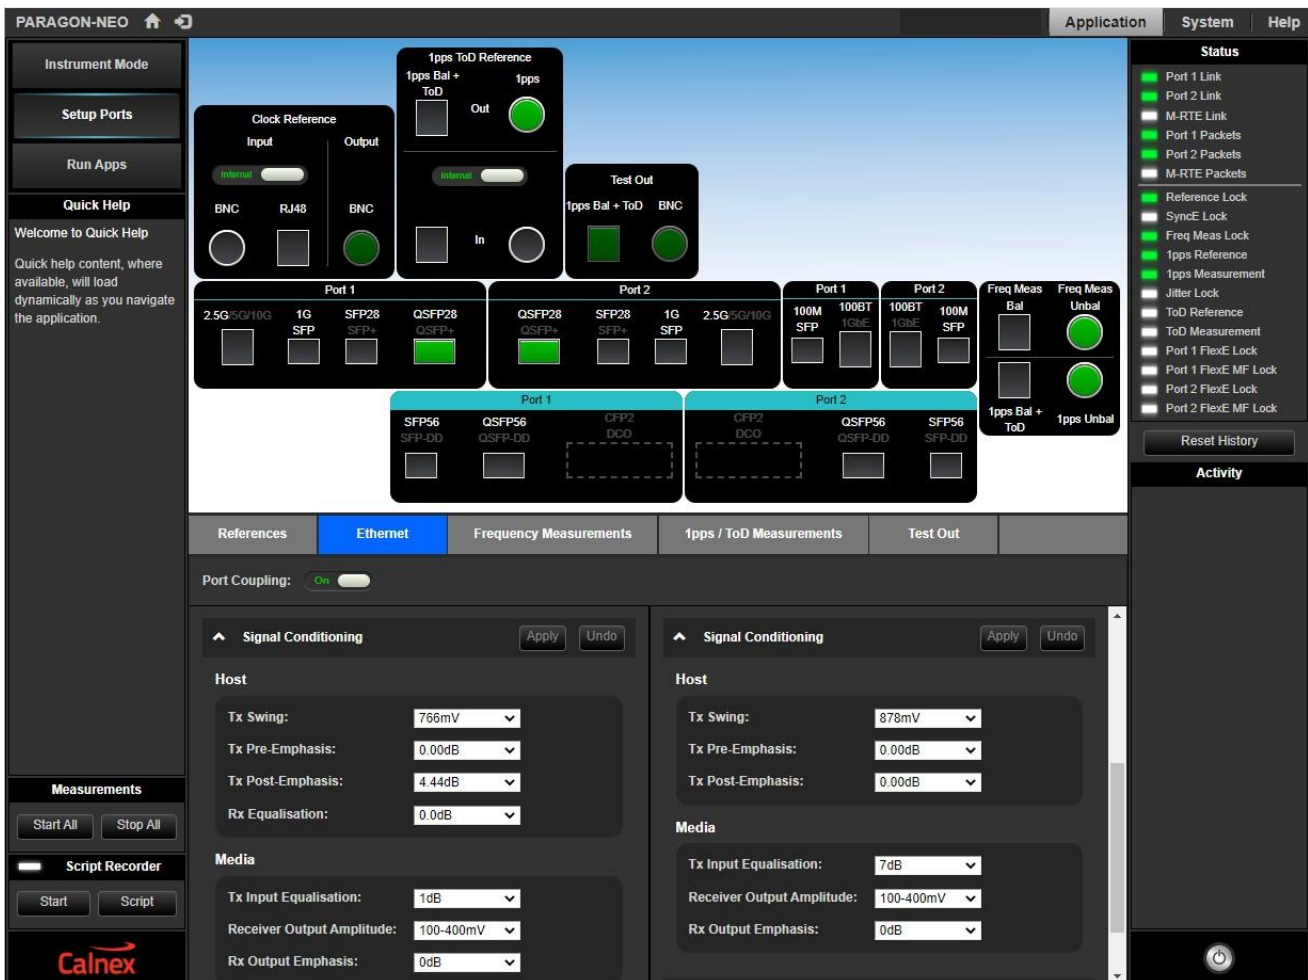 PARAGON-NEO
Application
System
Help
Instrument Mode
Setup Ports
Run Apps
Quick Help
Welcome to Quick Help
Quick help content, where
available, will load
dynamically as you navigate
the application.
Measurements
Start All
Stop All
Script Recorder
Start
Script
Calnex
Clock Reference
Input
Output
Internal
BNC
RJ48
BNC
1pps ToD Reference
1pps Bal +
ToD
1pps
Out
Internal
In
Test Out
1pps Bal + ToD
BNC
Port 1
2.5G/5G/10G
1G
SFP
SFP28
SFP+
QSFP28
QSFP+
Port 2
QSFP28
QSFP+
SFP28
SFP+
1G
SFP
2.5G/5G/10G
Port 1
100M
SFP
100BT
1GbE
Port 2
100BT
1GbE
100M
SFP
Freq Meas
Bal
Freq Meas
Unbal
1pps Bal +
ToD
1pps Unbal
Port 1
SFP56
SFP-DD
QSFP56
QSFP-DD
CFP2
DCO
Port 2
CFP2
DCO
QSFP56
QSFP-DD
SFP56
SFP-DD
References
Ethernet
Frequency Measurements
1pps / ToD Measurements
Test Out
Port Coupling: On
Signal Conditioning
Apply
Undo
Host
Tx Swing: 766mV
Tx Pre-Emphasis: 0.00dB
Tx Post-Emphasis: 4.44dB
Rx Equalisation: 0.0dB
Media
Tx Input Equalisation: 1dB
Receiver Output Amplitude: 100-400mV
Rx Output Emphasis: 0dB
Signal Conditioning
Apply
Undo
Host
Tx Swing: 878mV
Tx Pre-Emphasis: 0.00dB
Tx Post-Emphasis: 0.00dB
Media
Tx Input Equalisation: 7dB
Receiver Output Amplitude: 100-400mV
Rx Output Emphasis: 0dB
Status
Port 1 Link
Port 2 Link
M-RTE Link
Port 1 Packets
Port 2 Packets
M-RTE Packets
Reference Lock
SyncE Lock
Freq Meas Lock
1pps Reference
1pps Measurement
Jitter Lock
ToD Reference
ToD Measurement
Port 1 FlexE Lock
Port 1 FlexE MF Lock
Port 2 FlexE Lock
Port 2 FlexE MF Lock
Reset History
Activity